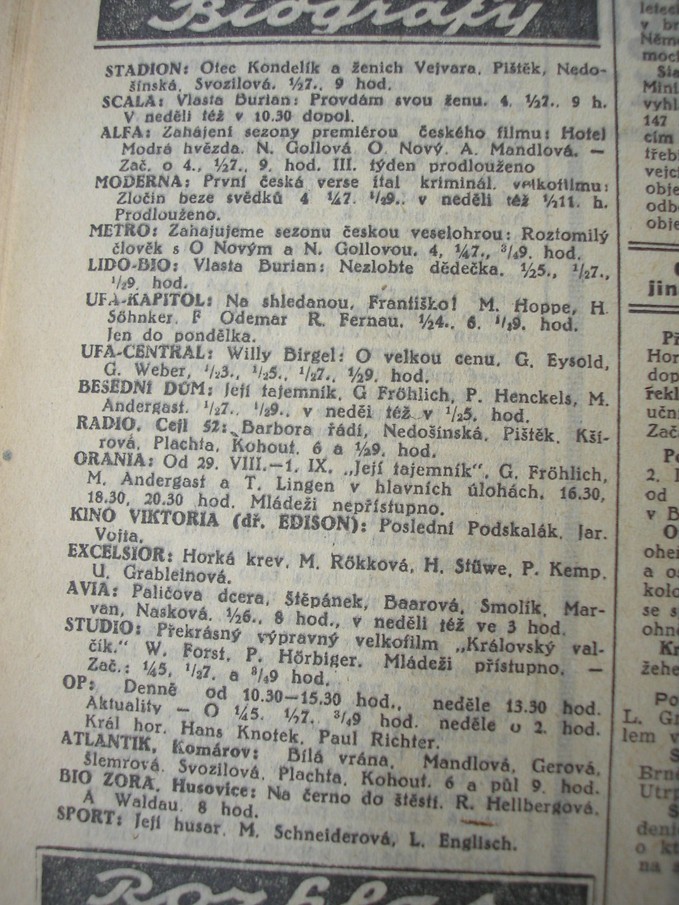 Biografy
STADION: Otec Kondelík a ženich Vejvara, Pištěk, Nedo-
šínská, Svozilová. ½7., 9 hod.
SCALA: Vlasta Burian: Provdám svou ženu. 4, ½7., 9 h.
V neděli též v 10.30 dopol.
ALFA: Zahájení sezony premiérou českého filmu: Hotel
Modrá hvězda. N. Gollová O. Nový. A. Mandlová. —
Zač. o 4., ½7., 9. hod. III. týden prodlouženo
MODERNA: První česká verse ital kriminál. velkofilmu:
Zločin beze svědků 4 ¼7. ½9., v neděli též ½11. h.
Prodlouženo.
METRO: Zahajujeme sezonu českou veselohrou: Roztomilý
člověk s O Novým a N. Gollovou. 4, ¼7., ¾9. hod.
LIDO-BIO: Vlasta Burian: Nezlobte dědečka. ½5., ½7.,
½9. hod.
UFA-KAPITOL: Na shledanou, Františko! M. Hoppe, H.
Söhnker. F Odemar R. Fernau. ½4., 6. ½9. hod.
Jen do pondělka.
UFA-CENTRAL: Willy Birgel: O velkou cenu. G. Eysold,
G. Weber, ½3., ½5., ½7., ½9. hod.
BESEDNÍ DŮM: Její tajemník, G Fröhlich, P. Henckels, M.
Andergast. ½7., ½9., v neděi též v ½5. hod.
RADIO, Cejl 52: Barbora řádí, Nedošínská, Pištěk. Kší-
rová, Plachta, Kohout. 6 a ½9. hod.
ORANIA: Od 29. VIII.—1. IX. „Její tajemník“, G. Fröhlich,
M. Andergast a T. Lingen v hlavních úlohách. 16.30,
18.30, 20.30 hod. Mládeži nepřístupno.
KINO VIKTORIA (dř. EDISON): Poslední Podskalák, Jar.
Vojta.
EXCELSIOR: Horká krev, M. Rökková, H. Stüwe, P. Kemp.
U. Grableinová.
AVIA: Paličova dcera, Štěpánek, Baarová, Smolík, Mar-
van, Nasková. ½6., 8 hod., v neděli též ve 3 hod.
STUDIO: Překrásný výpravný velkofilm „Královský val-
čík.“ W. Forst, P. Hörbiger. Mládeži přístupno. —
Zač.: ¼5, ½7. a ¾9 hod.
OP: Denně od 10.30—15.30 hod., neděle 13.30 hod.
Aktuality — O ¼5. ½7. ¾9 hod. neděle o 2. hod.
Král hor. Hans Knotek, Paul Richter.
ATLANTIK, Komárov: Bílá vrána, Mandlová, Gerová,
Šlemrová. Svozilová, Plachta, Kohout. 6 a půl 9. hod.
BIO ZORA, Husovice: Na černo do štěstí. R. Hellbergová,
A Waldau. 8 hod.
SPORT: Její husar, M. Schneiderová, L. Englisch.
Rozhlas